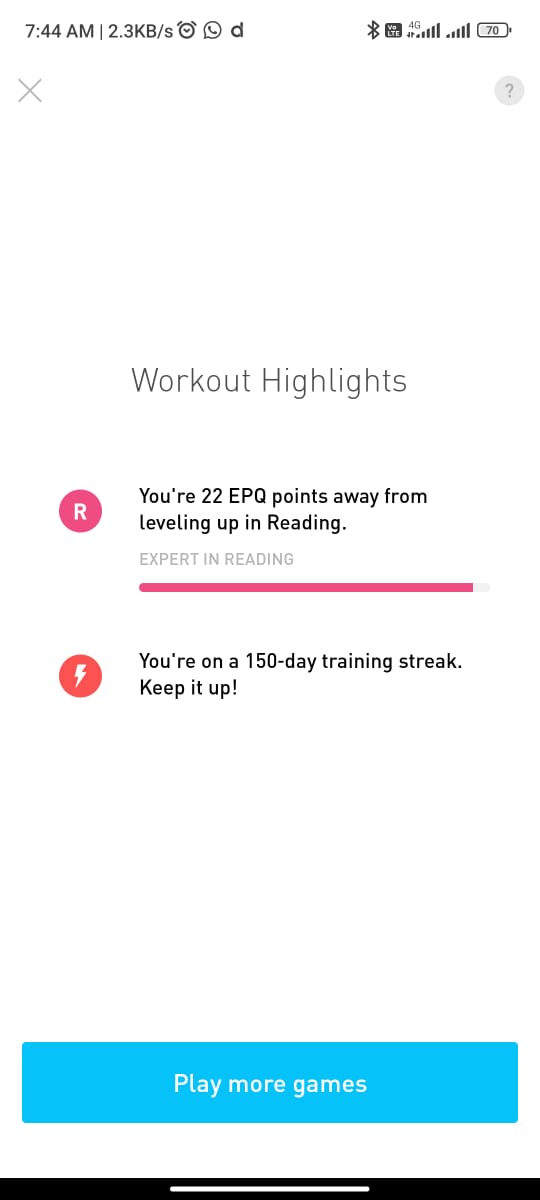 7:44 AM | 2.3KB/s d Vo LTE 4G 70
?
Workout Highlights
R
You're 22 EPQ points away from
leveling up in Reading.
EXPERT IN READING
You're on a 150-day training streak.
Keep it up!
Play more games